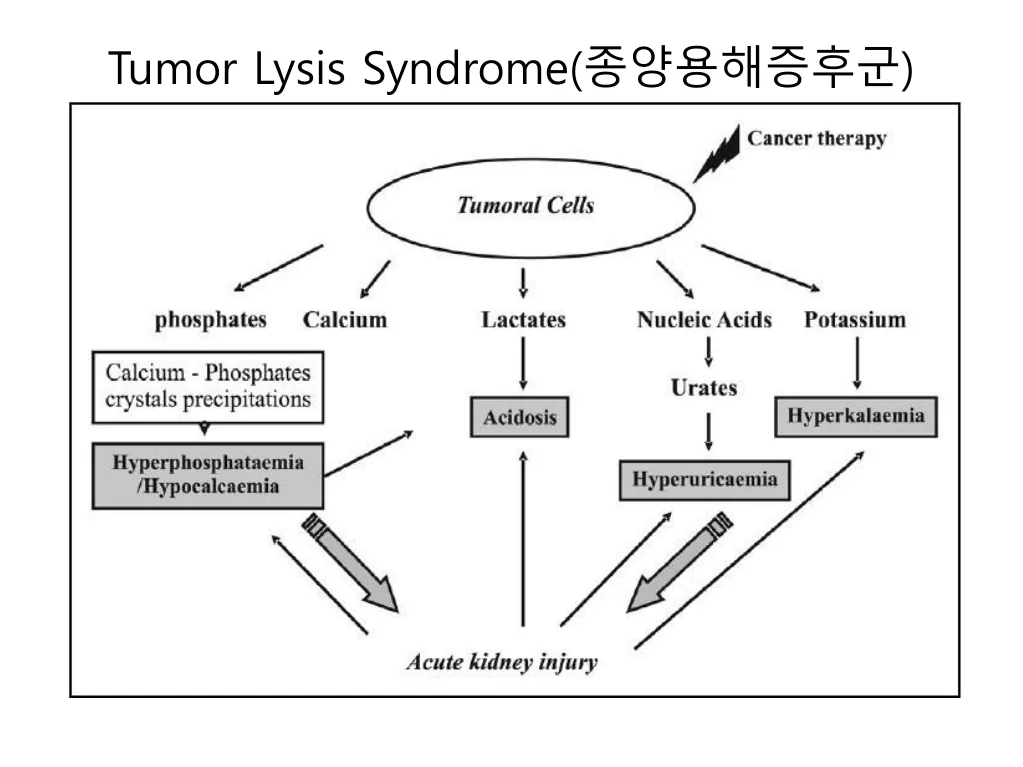 Tumor Lysis Syndrome(종양용해증후군)
Cancer therapy
Tumoral Cells
phosphates
Calcium
Lactates
Nucleic Acids
Potassium
Calcium - Phosphates
crystals precipitations
Urates
Acidosis
Hyperkalaemia
Hyperphosphataemia
/Hypocalcaemia
Hyperuricaemia
Acute kidney injury